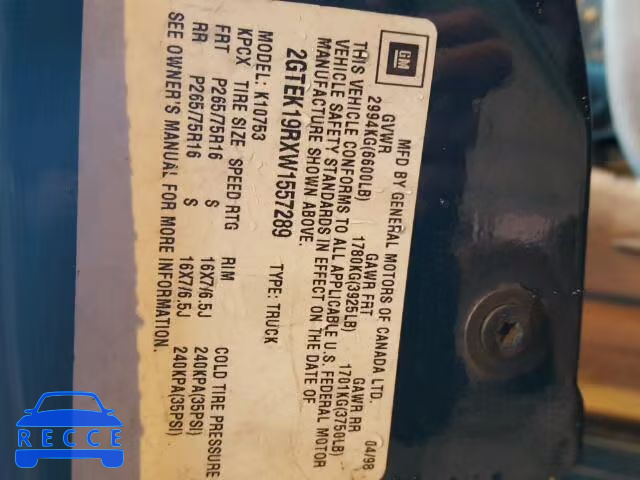 GM
MFD BY GENERAL MOTORS OF CANADA LTD.
04/98
GVWR GAWR FRT GAWR RR
2994KG(6600LB) 1780KG(3925LB) 1701KG(3750LB)
THIS VEHICLE CONFORMS TO ALL APPLICABLE U.S. FEDERAL MOTOR
VEHICLE SAFETY STANDARDS IN EFFECT ON THE DATE OF
MANUFACTURE SHOWN ABOVE.
2GTEK19RXW1557289 TYPE: TRUCK
MODEL: K10753
KPCX TIRE SIZE SPEED RTG RIM COLD TIRE PRESSURE
FRT P265/75R16 S 16X7/6.5J 240KPA(35PSI)
RR P265/75R16 S 16X7/6.5J 240KPA(35PSI)
SEE OWNER'S MANUAL FOR MORE INFORMATION.
RECCE